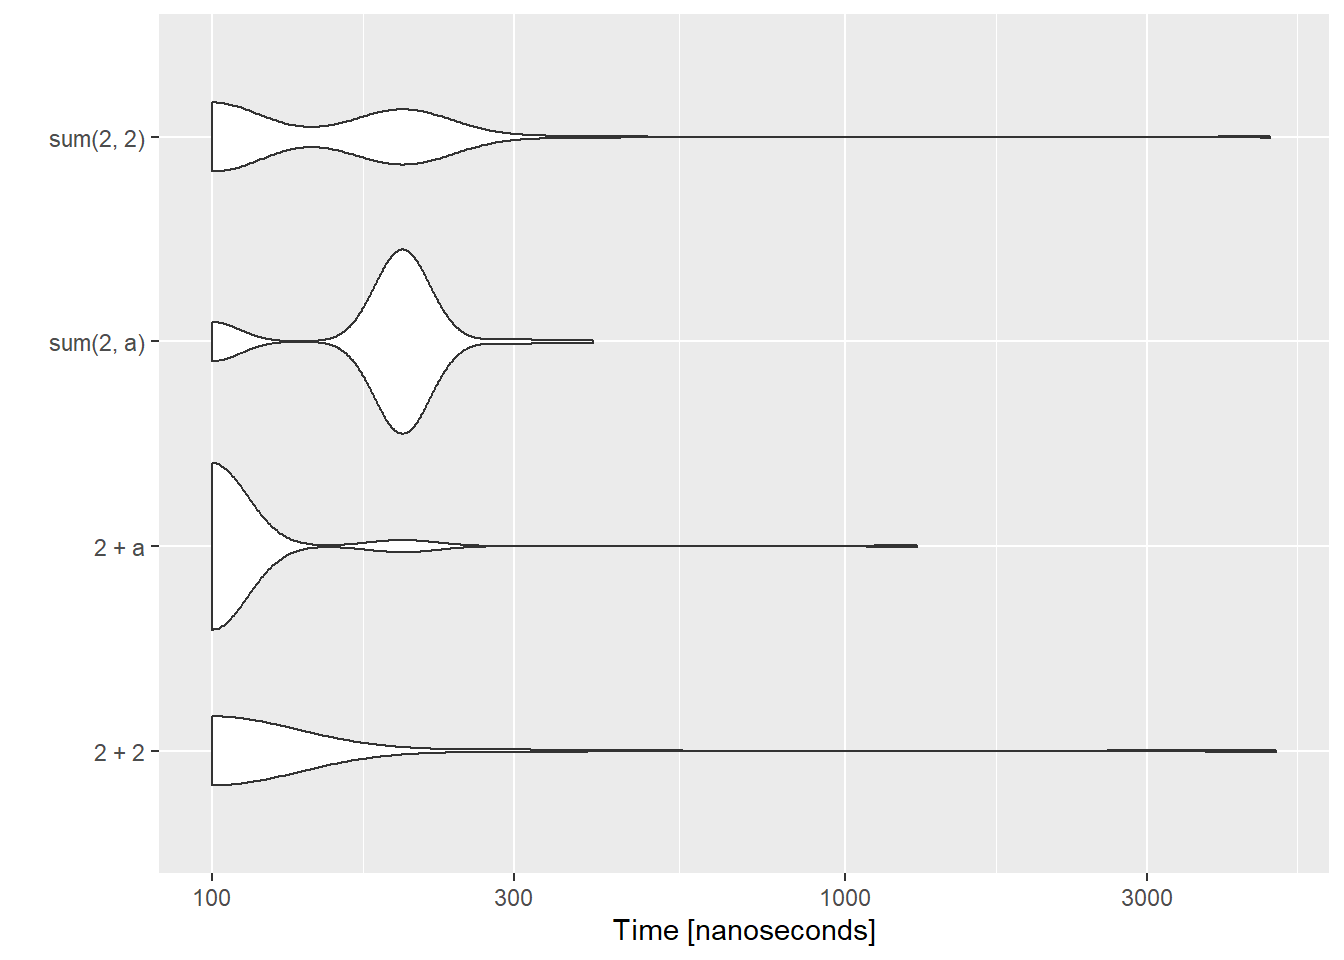 sum(2, 2)
sum(2, a)
2 + a
2 + 2
100 300 1000 3000
Time [nanoseconds]